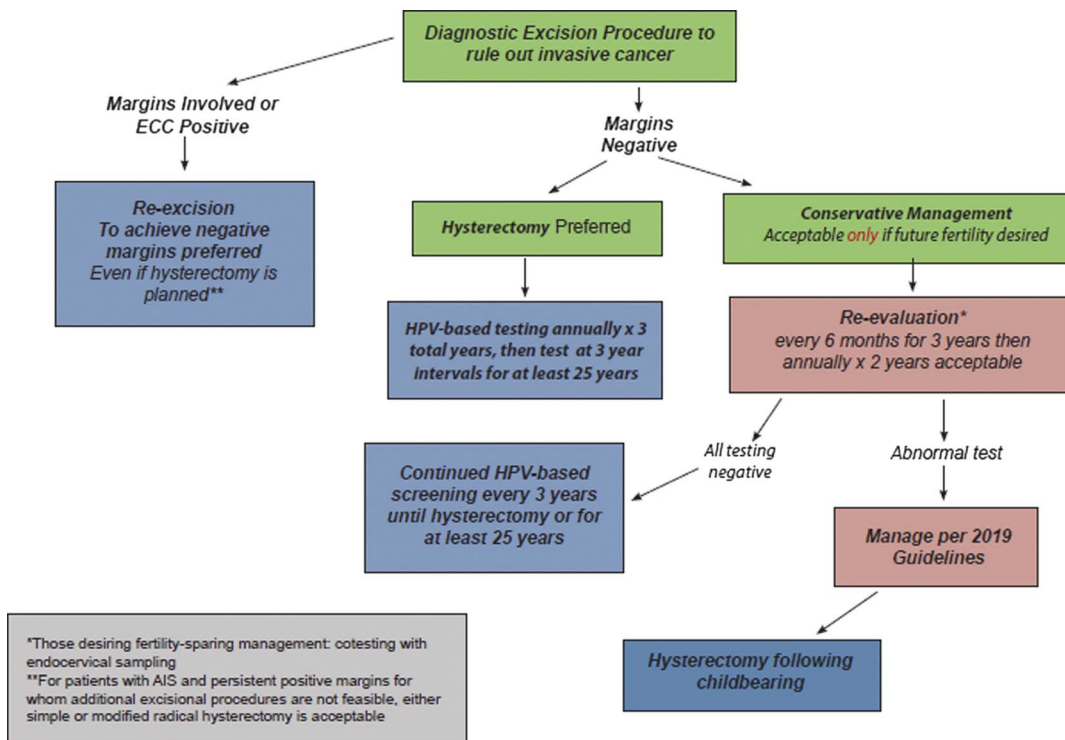 Diagnostic Excision Procedure to
rule out invasive cancer
Margins Involved or
ECC Positive
Margins
Negative
Re-excision
To achieve negative
margins preferred
Even if hysterectomy is
planned**
Hysterectomy Preferred
Conservative Management
Acceptable only if future fertility desired
HPV-based testing annually x 3
total years, then test at 3 year
intervals for at least 25 years
Re-evaluation*
every 6 months for 3 years then
annually x 2 years acceptable
All testing
negative
Abnormal test
Continued HPV-based
screening every 3 years
until hysterectomy or for
at least 25 years
Manage per 2019
Guidelines
Hysterectomy following
childbearing
*Those desiring fertility-sparing management: cotesting with
endocervical sampling
**For patients with AIS and persistent positive margins for
whom additional excisional procedures are not feasible, either
simple or modified radical hysterectomy is acceptable